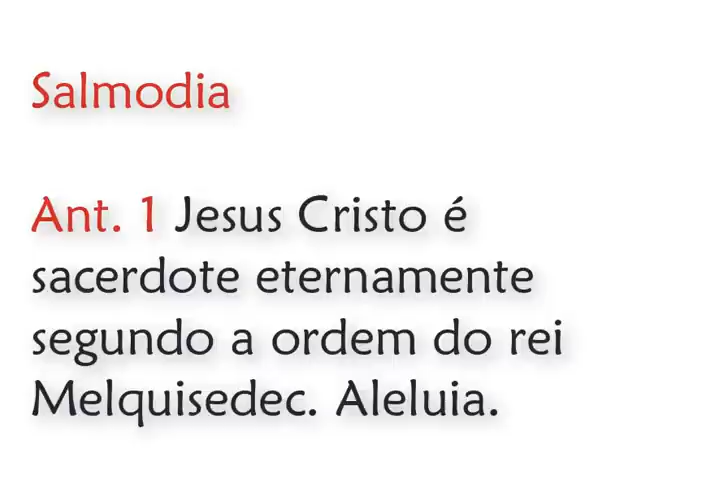 Salmodia
Ant. 1 Jesus Cristo é
sacerdote eternamente
segundo a ordem do rei
Melquisedec. Aleluia.